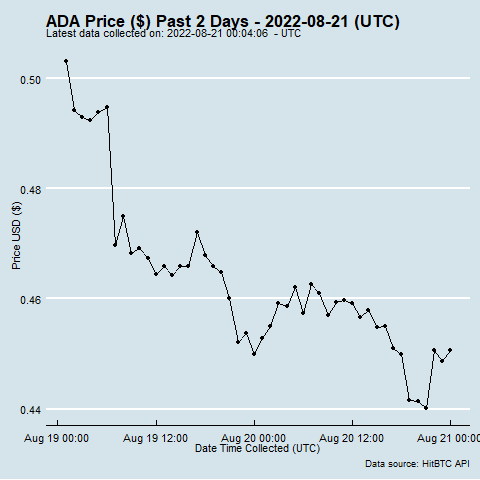 ADA Price ($) Past 2 Days - 2022-08-21 (UTC)
Latest data collected on: 2022-08-21 00:04:06 - UTC
0.50
0.48
0.46
0.44
Price USD ($)
Aug 19 00:00 Aug 19 12:00 Aug 20 00:00 Aug 20 12:00 Aug 21 00:00
Date Time Collected (UTC)
Data source: HitBTC API